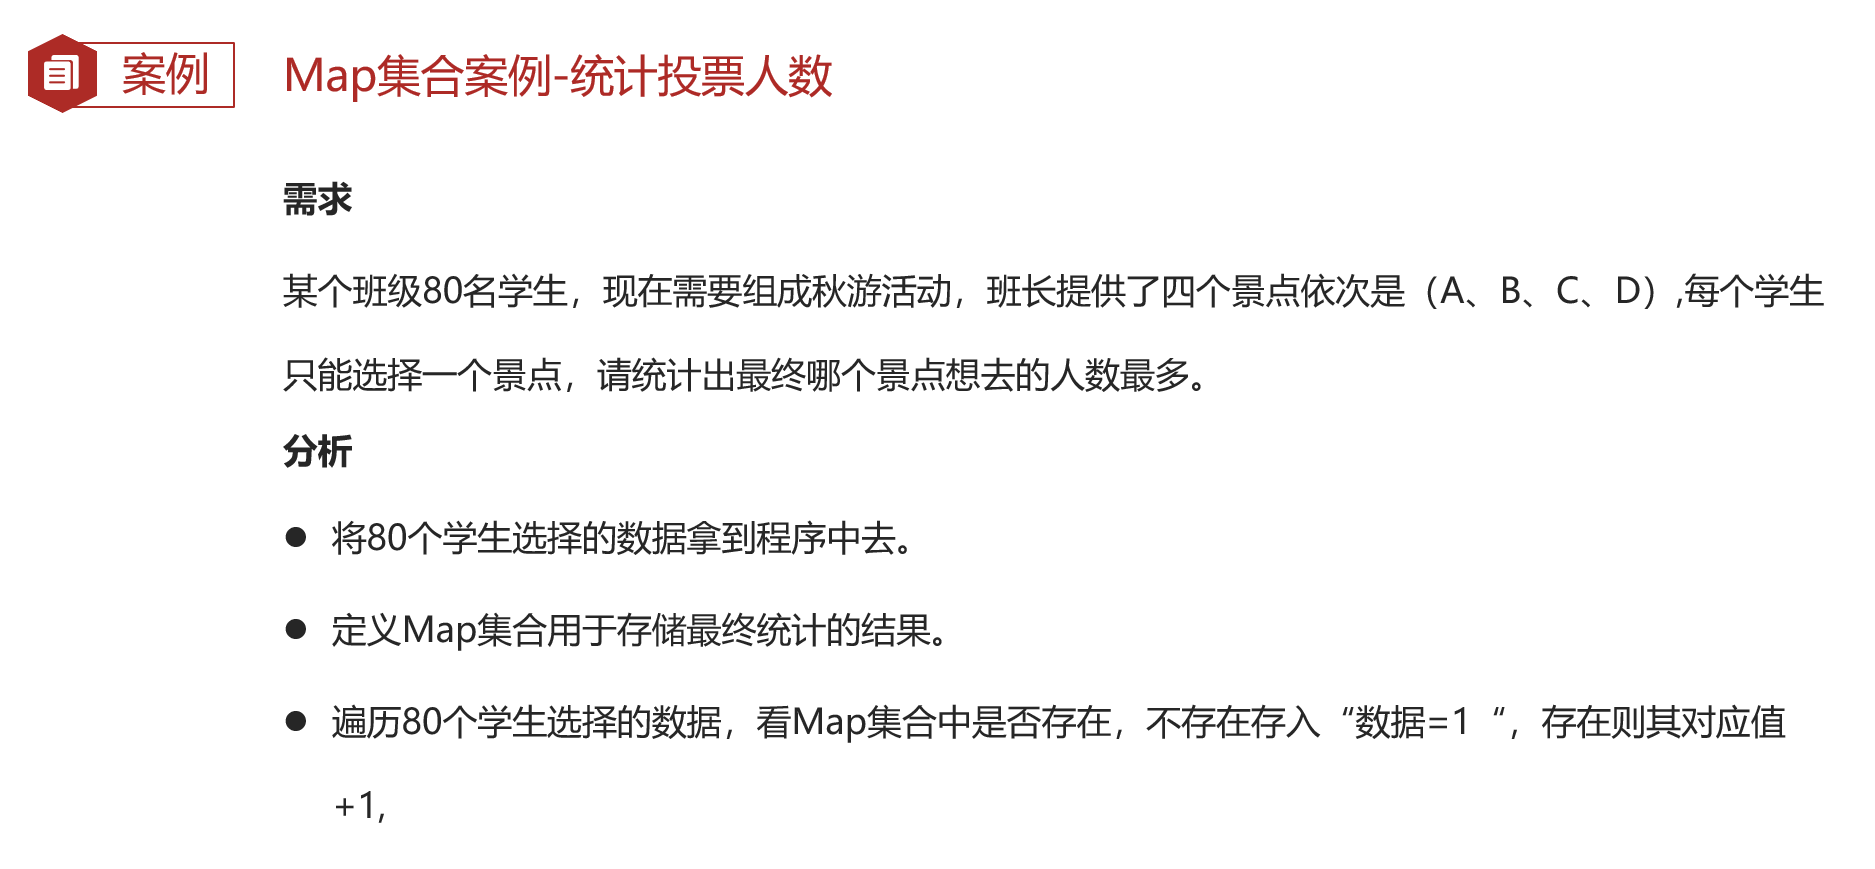 案例
Map集合案例-统计投票人数
需求
某个班级80名学生，现在需要组成秋游活动，班长提供了四个景点依次是（A、B、C、D）,每个学生
只能选择一个景点，请统计出最终哪个景点想去的人数最多。
分析
● 将80个学生选择的数据拿到程序中去。
● 定义Map集合用于存储最终统计的结果。
● 遍历80个学生选择的数据，看Map集合中是否存在，不存在存入“数据=1“，存在则其对应值
+1,